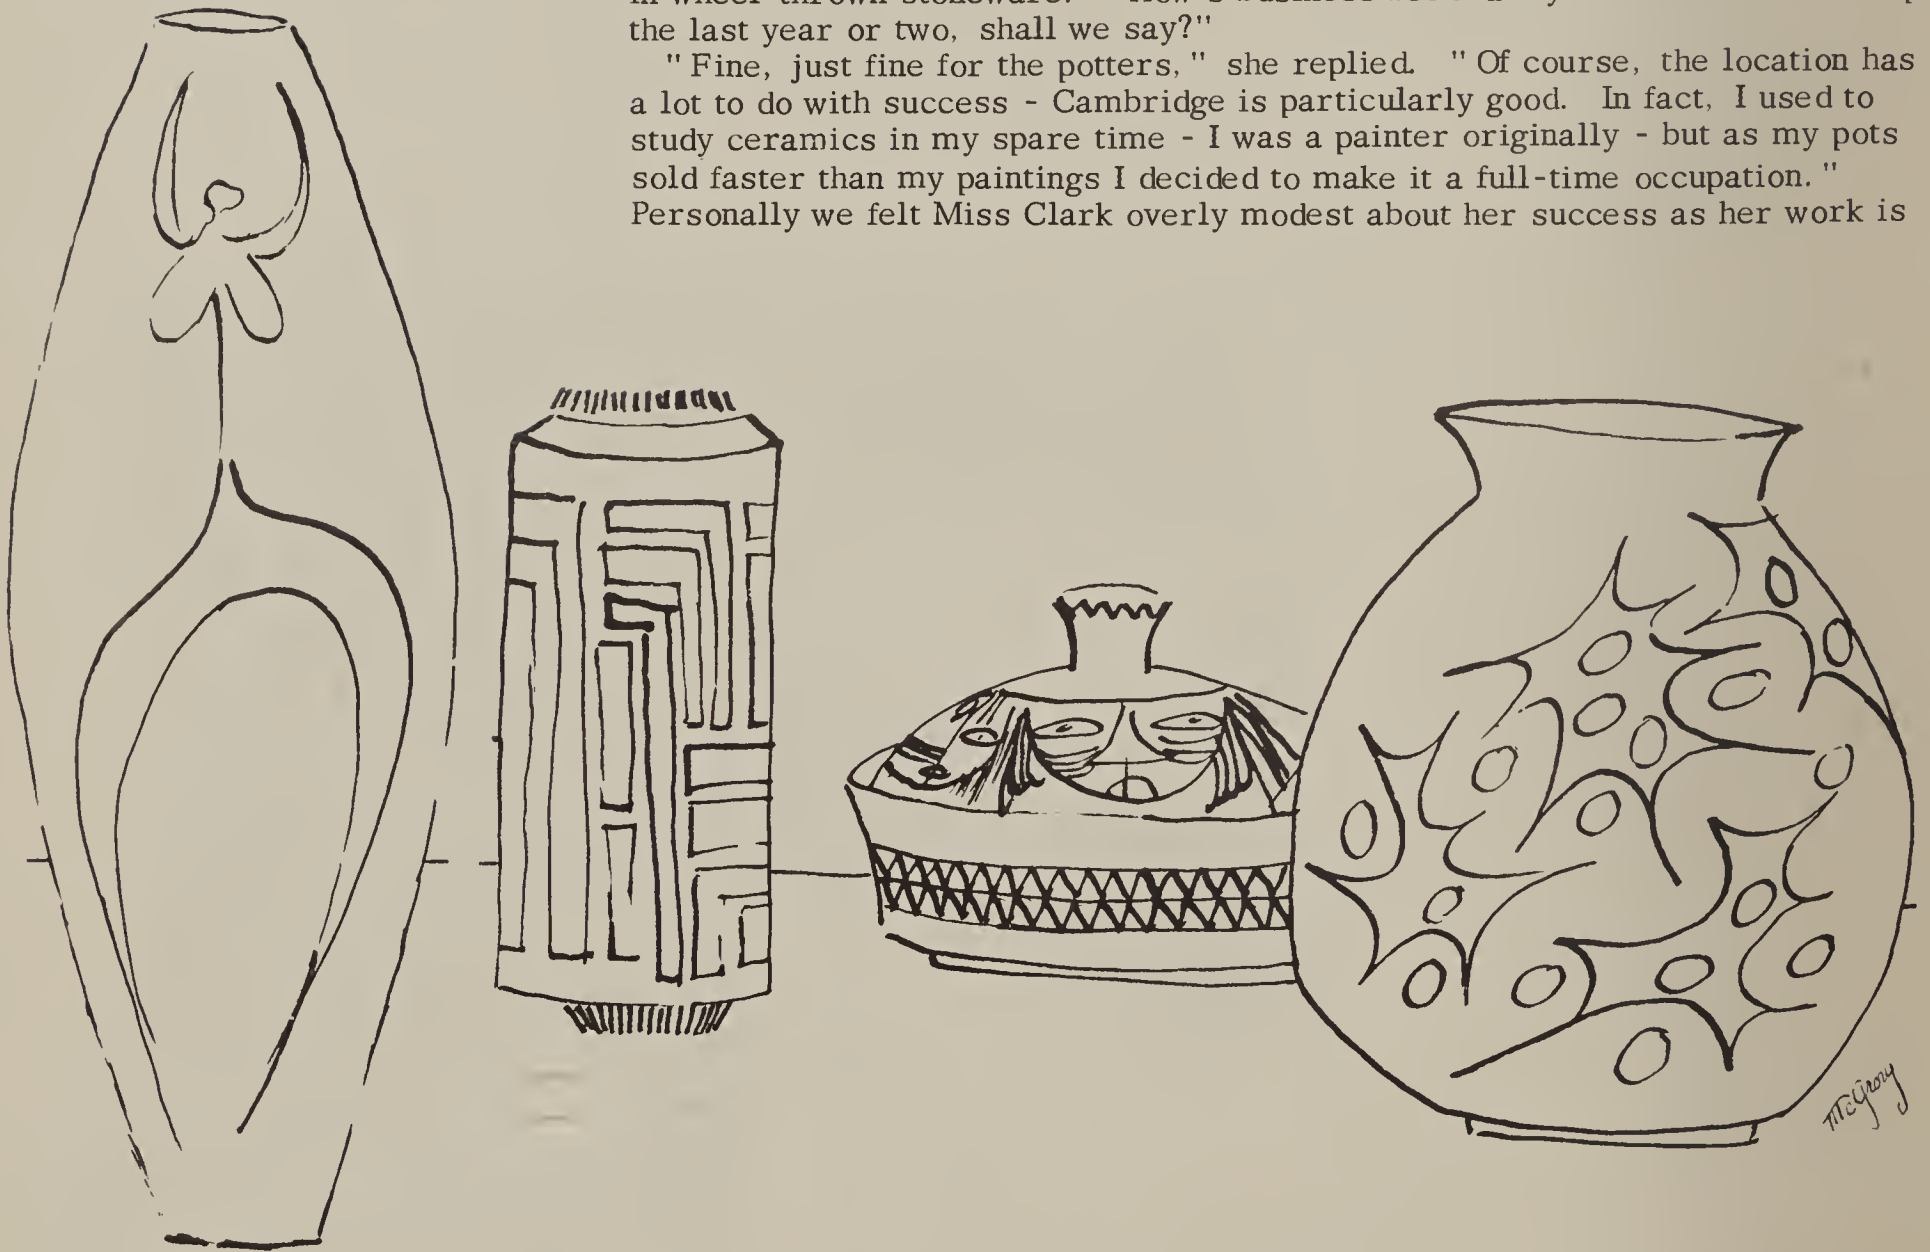 the last year or two, shall we say?"
" Fine, just fine for the potters, " she replied. " Of course, the location has
a lot to do with success - Cambridge is particularly good. In fact, I used to
study ceramics in my spare time - I was a painter originally - but as my pots
sold faster than my paintings I decided to make it a full-time occupation. "
Personally we felt Miss Clark overly modest about her success as her work is
McGrory